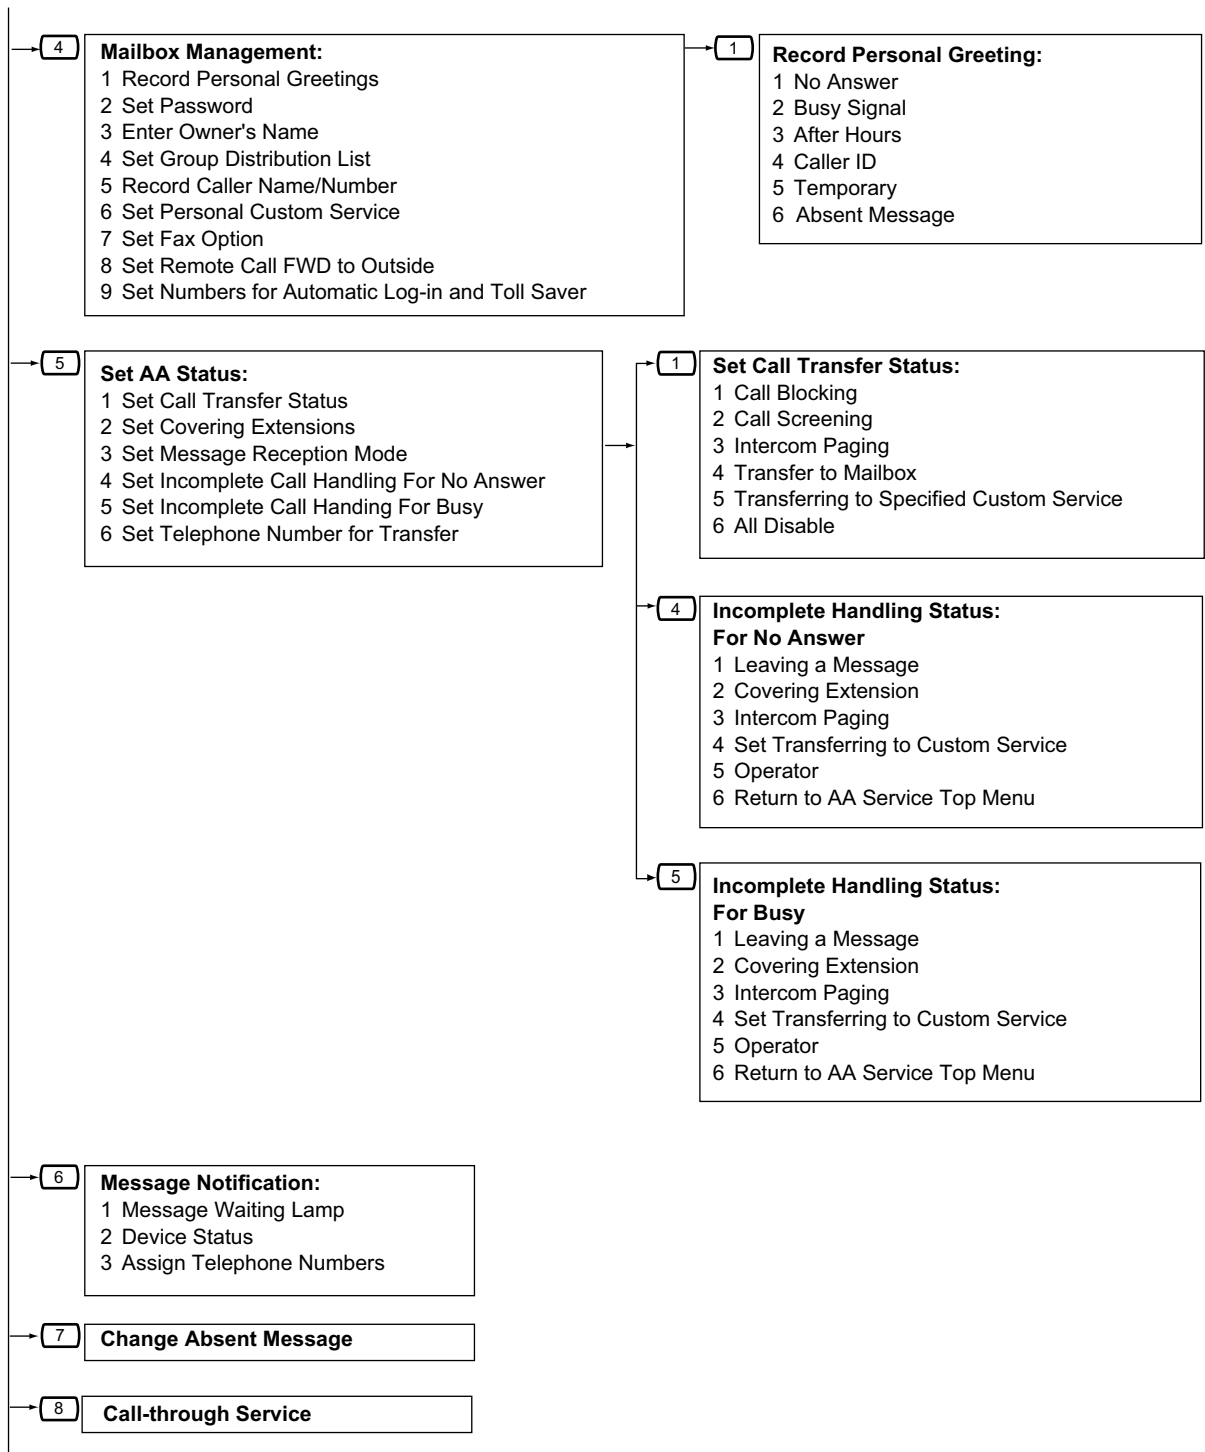 4
Mailbox Management:
1 Record Personal Greetings
2 Set Password
3 Enter Owner's Name
4 Set Group Distribution List
5 Record Caller Name/Number
6 Set Personal Custom Service
7 Set Fax Option
8 Set Remote Call FWD to Outside
9 Set Numbers for Automatic Log-in and Toll Saver
1
Record Personal Greeting:
1 No Answer
2 Busy Signal
3 After Hours
4 Caller ID
5 Temporary
6 Absent Message
5
Set AA Status:
1 Set Call Transfer Status
2 Set Covering Extensions
3 Set Message Reception Mode
4 Set Incomplete Call Handling For No Answer
5 Set Incomplete Call Handing For Busy
6 Set Telephone Number for Transfer
1
Set Call Transfer Status:
1 Call Blocking
2 Call Screening
3 Intercom Paging
4 Transfer to Mailbox
5 Transferring to Specified Custom Service
6 All Disable
4
Incomplete Handling Status:
For No Answer
1 Leaving a Message
2 Covering Extension
3 Intercom Paging
4 Set Transferring to Custom Service
5 Operator
6 Return to AA Service Top Menu
5
Incomplete Handling Status:
For Busy
1 Leaving a Message
2 Covering Extension
3 Intercom Paging
4 Set Transferring to Custom Service
5 Operator
6 Return to AA Service Top Menu
6
Message Notification:
1 Message Waiting Lamp
2 Device Status
3 Assign Telephone Numbers
7
Change Absent Message
8
Call-through Service